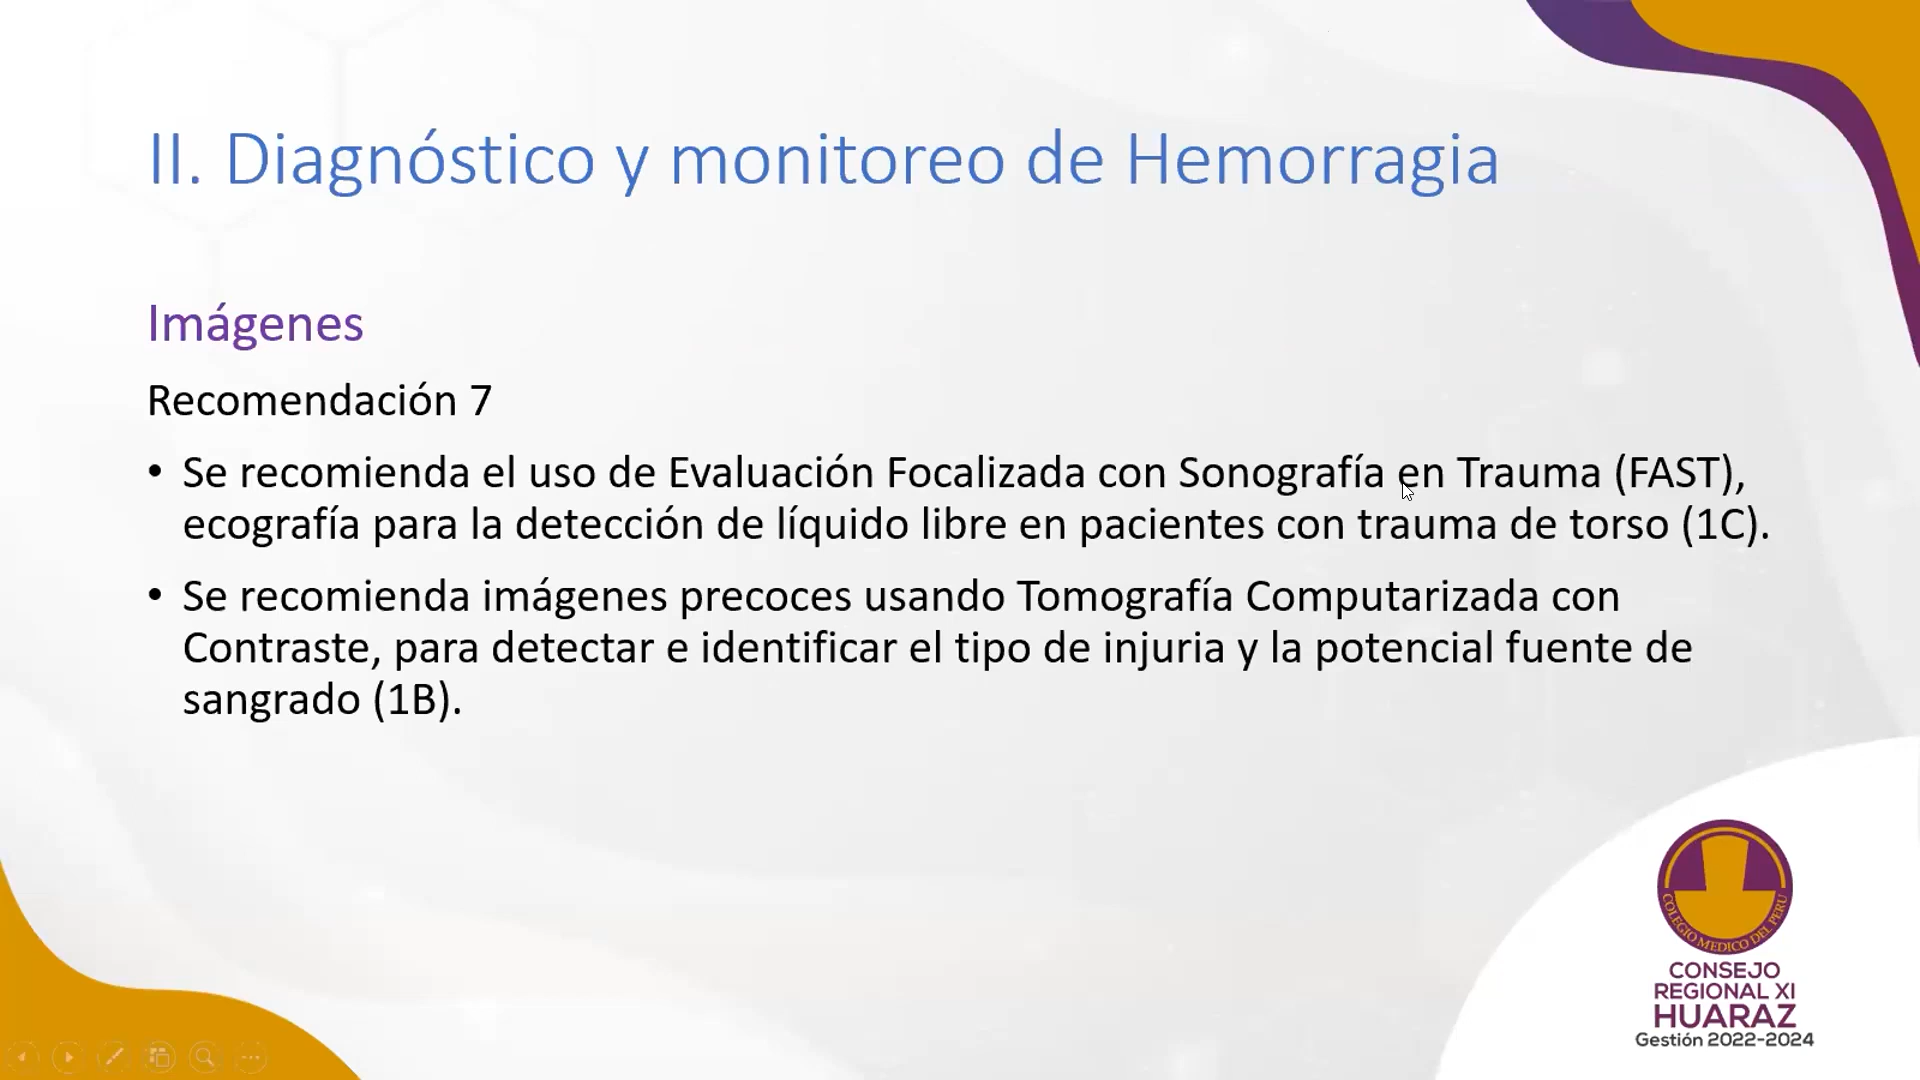 II. Diagnóstico y monitoreo de Hemorragia
Imágenes
Recomendación 7
• Se recomienda el uso de Evaluación Focalizada con Sonografía en Trauma (FAST),
ecografía para la detección de líquido libre en pacientes con trauma de torso (1C).
• Se recomienda imágenes precoces usando Tomografía Computarizada con
Contraste, para detectar e identificar el tipo de injuria y la potencial fuente de
sangrado (1B).
COLEGIO MEDICO DEL PERU
CONSEJO
REGIONAL XI
HUARAZ
Gestión 2022-2024